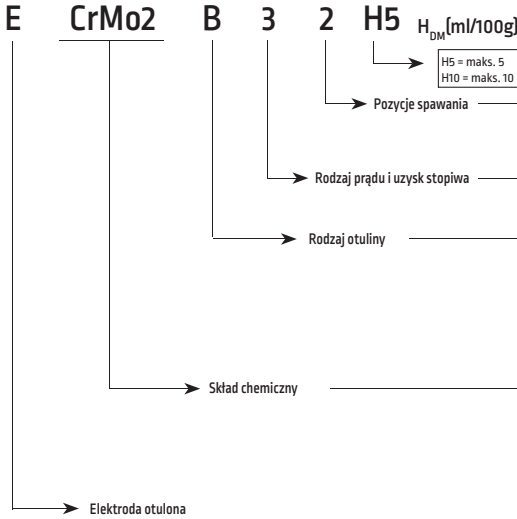 E CrMo2 B 3 2 H5 HDM(ml/100g)
H5 = maks. 5
H10 = maks. 10
Pozycje spawania
Rodzaj prądu i uzysk stopiwa
Rodzaj otuliny
Skład chemiczny
Elektroda otulona